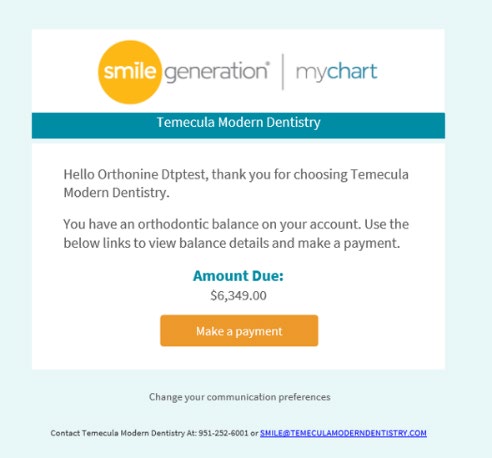 smile generation® | mychart
Temecula Modern Dentistry
Hello Orthonine Dtptest, thank you for choosing Temecula
Modern Dentistry.
You have an orthodontic balance on your account. Use the
below links to view balance details and make a payment.
Amount Due:
$6,349.00
Make a payment
Change your communication preferences
Contact Temecula Modern Dentistry At: 951-252-6001 or SMILE@TEMECULAMODERNDENTISTRY.COM